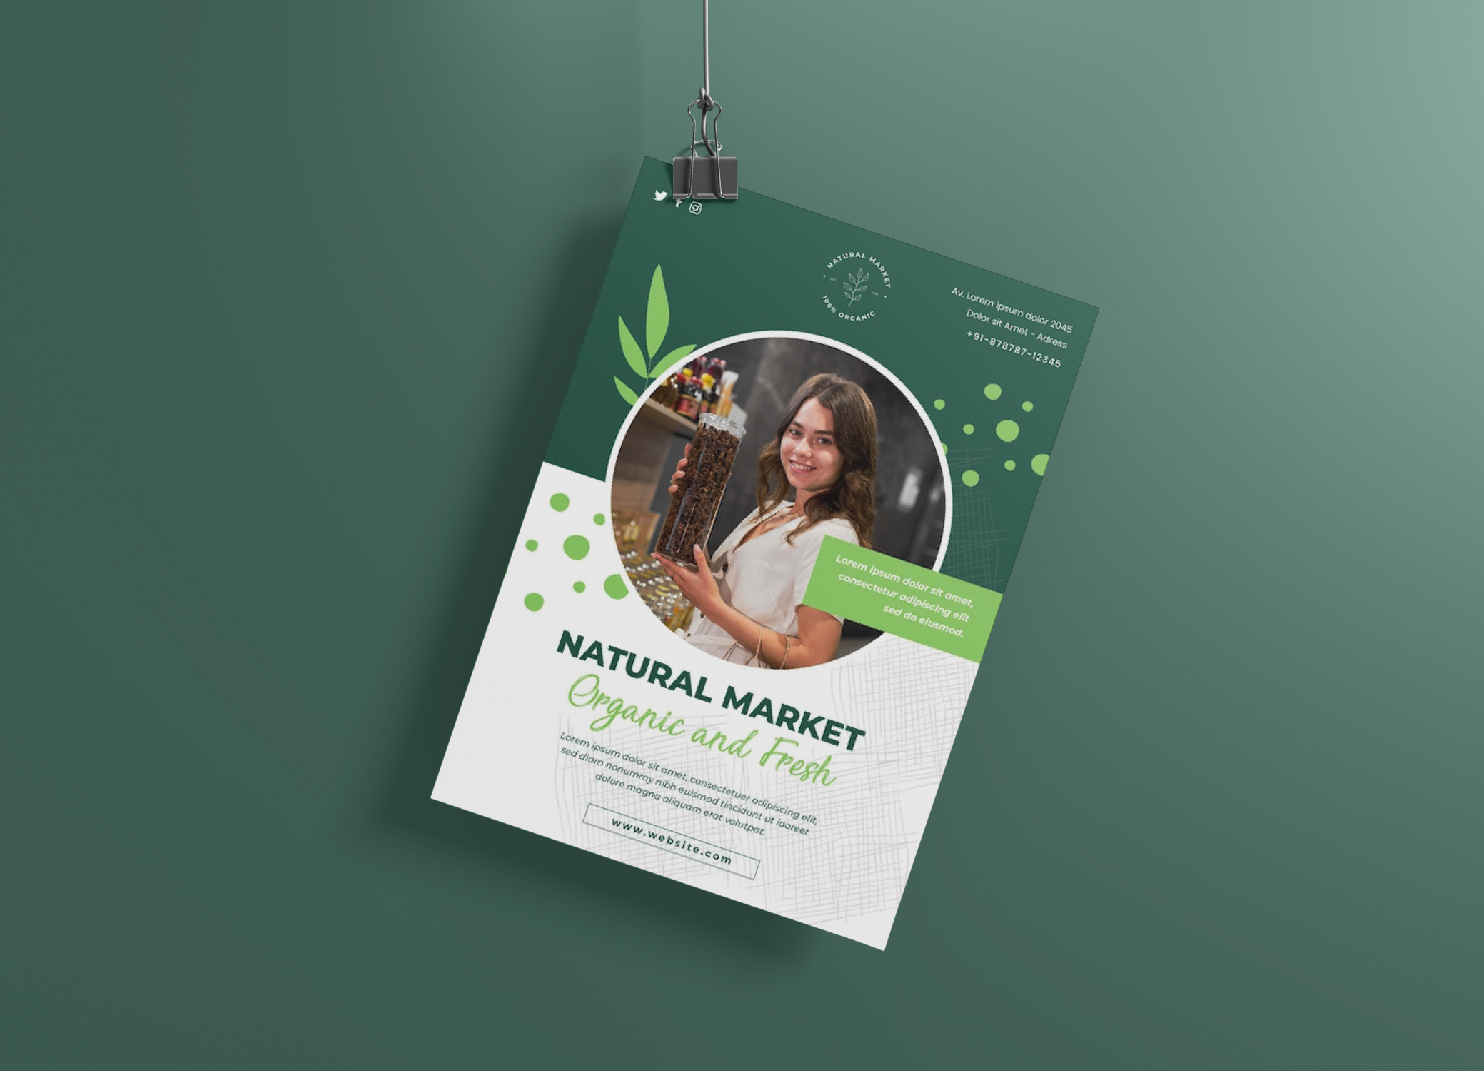 NATURAL MARKET
100% ORGANIC
Av. Lorem ipsum dolor 2045
Dolor sit Amet - Adress
+91-878787-12345
Lorem ipsum dolor sit amet,
consectetur adipiscing elit
sed do eiusmod.
NATURAL MARKET
Organic and Fresh
Lorem ipsum dolor sit amet, consectetuer adipiscing elit,
sed diam nonummy nibh euismod tincidunt ut laoreet
dolore magna aliquam erat volutpat.
www.website.com